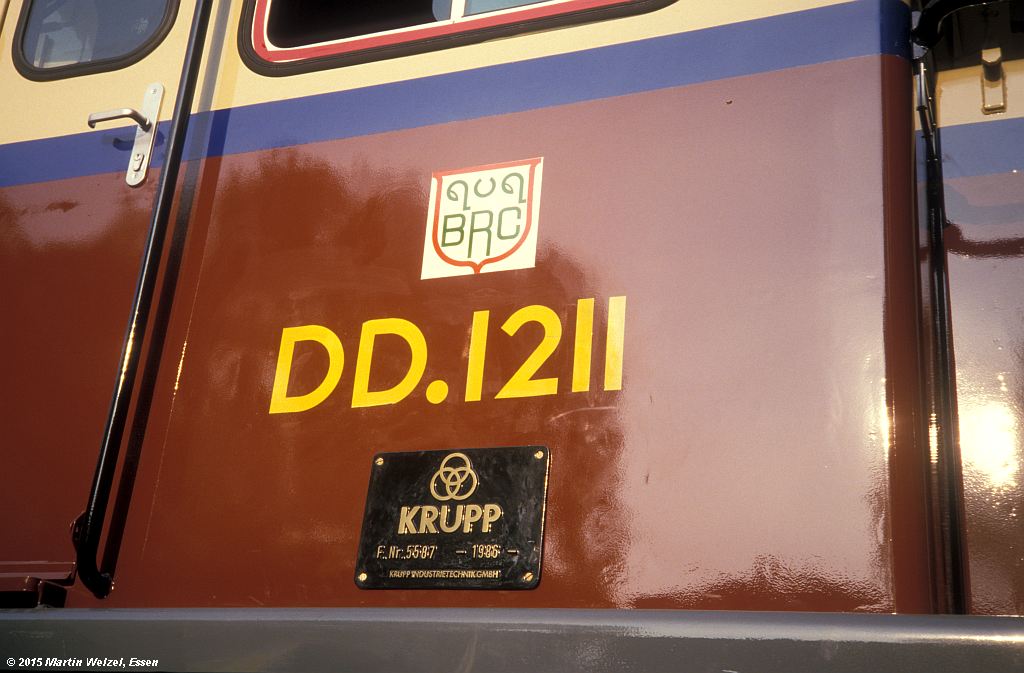 BRC
DD.1211
KRUPP
F. Nr. 5587 – 1986 –
KRUPP INDUSTRIETECHNIK GMBH
© 2015 Martin Welzel, Essen